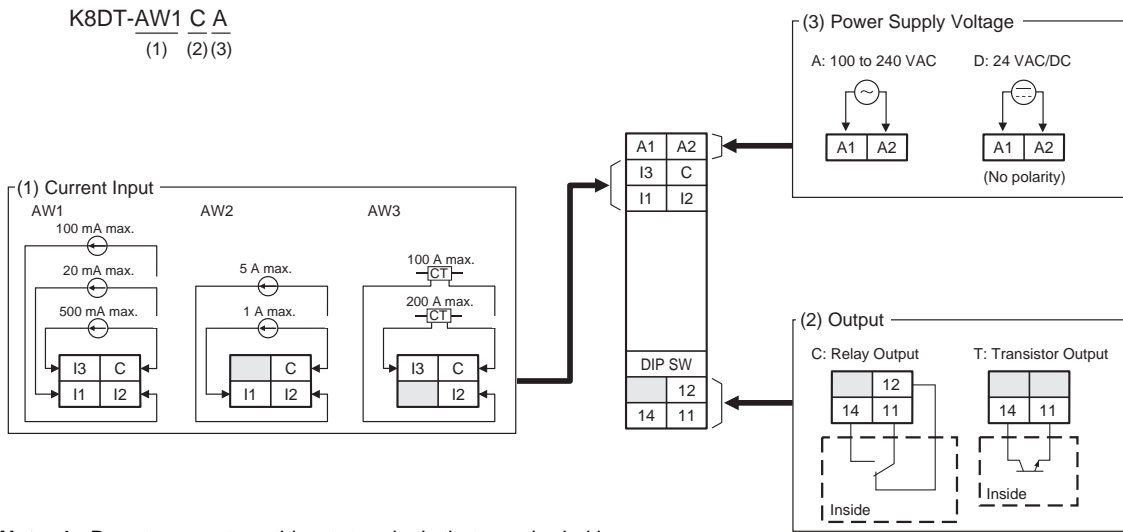 K8DT-AW1 C A
(1) (2) (3)
(3) Power Supply Voltage
A: 100 to 240 VAC D: 24 VAC/DC
A1 A2 A1 A2
(No polarity)
A1 A2
I3 C
I1 I2
DIP SW
12
14 11
(1) Current Input
AW1 AW2 AW3
100 mA max.
20 mA max.
500 mA max.
I3 C
I1 I2
5 A max.
1 A max.
C
I1 I2
100 A max.
CT
200 A max.
CT
I3 C
I2
(2) Output
C: Relay Output T: Transistor Output
12
14 11
Inside
14 11
Inside